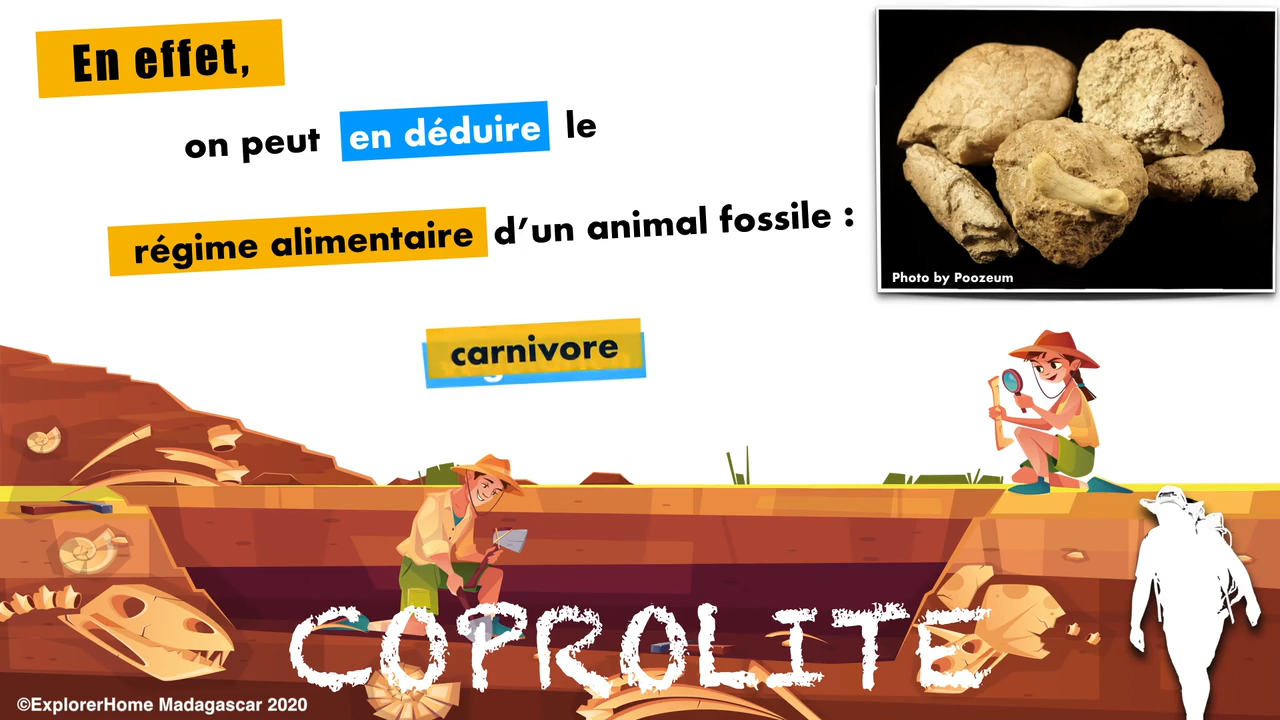 En effet,
on peut en déduire le
régime alimentaire d’un animal fossile :
carnivore
Photo by Poozeum
COPROLITE
©ExplorerHome Madagascar 2020